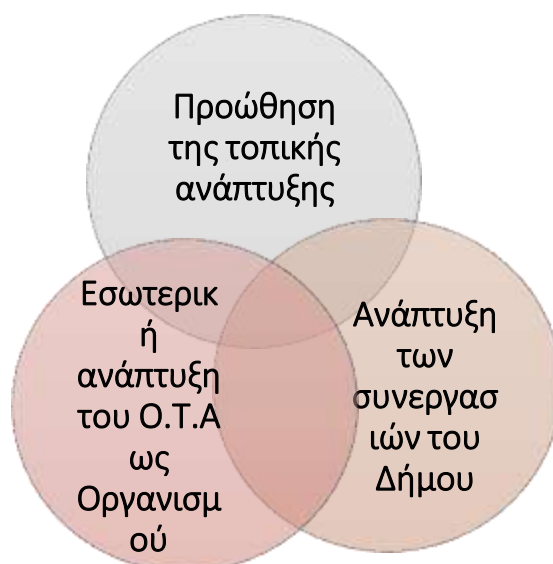 Προώθηση
της τοπικής
ανάπτυξης
Εσωτερικ
ή
ανάπτυξη
του Ο.Τ.Α
ως
Οργανισμ
ού
Ανάπτυξη
των
συνεργασ
ιών του
Δήμου